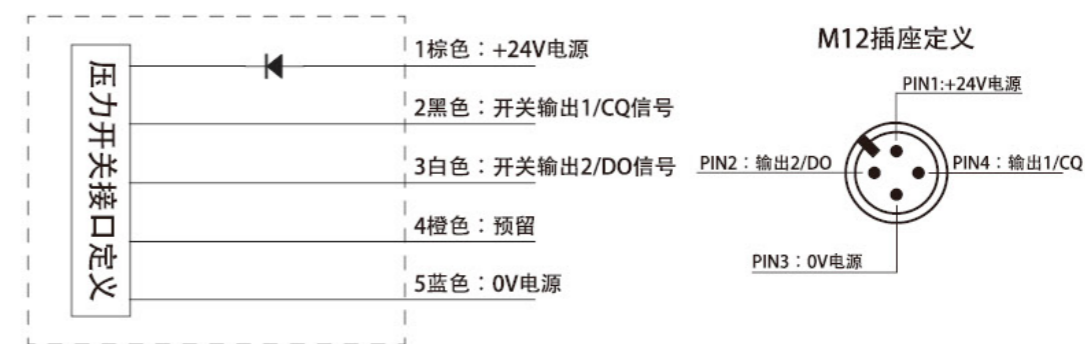 压力开关接口定义
1棕色：+24V电源
2黑色：开关输出1/CQ信号
3白色：开关输出2/DO信号
4橙色：预留
5蓝色：0V电源
M12插座定义
PIN1:+24V电源
PIN2：输出2/DO
PIN4：输出1/CQ
PIN3：0V电源